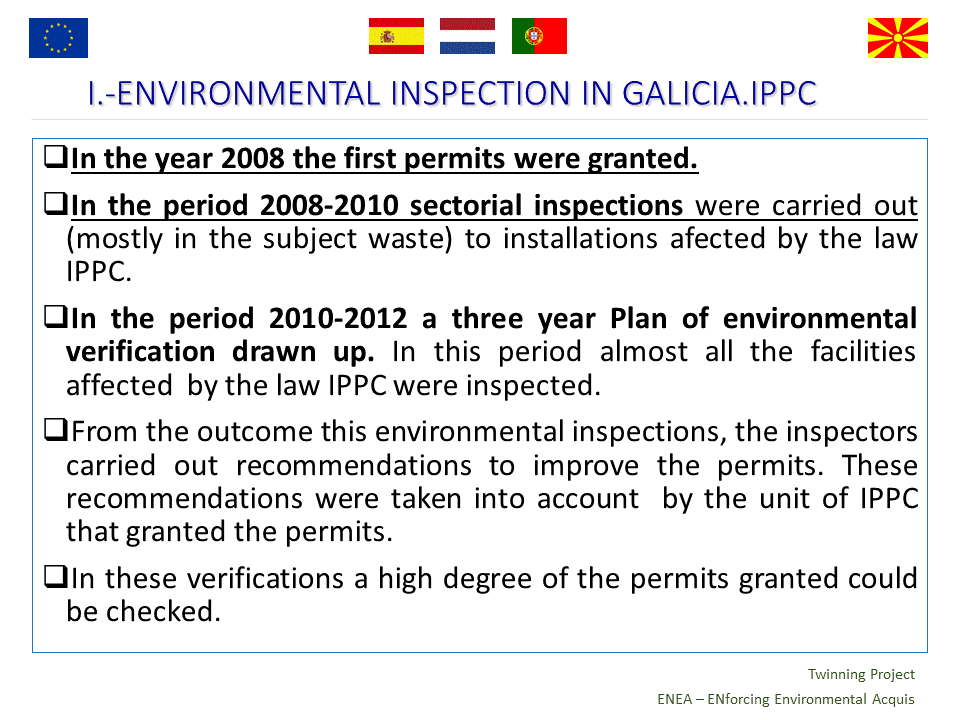 I.-ENVIRONMENTAL INSPECTION IN GALICIA.IPPC
In the year 2008 the first permits were granted.
In the period 2008-2010 sectorial inspections were carried out
(mostly in the subject waste) to installations afected by the law
IPPC.
In the period 2010-2012 a three year Plan of environmental
verification drawn up. In this period almost all the facilities
affected by the law IPPC were inspected.
From the outcome this environmental inspections, the inspectors
carried out recommendations to improve the permits. These
recommendations were taken into account by the unit of IPPC
that granted the permits.
In these verifications a high degree of the permits granted could
be checked.
Twinning Project
ENEA – ENforcing Environmental Acquis